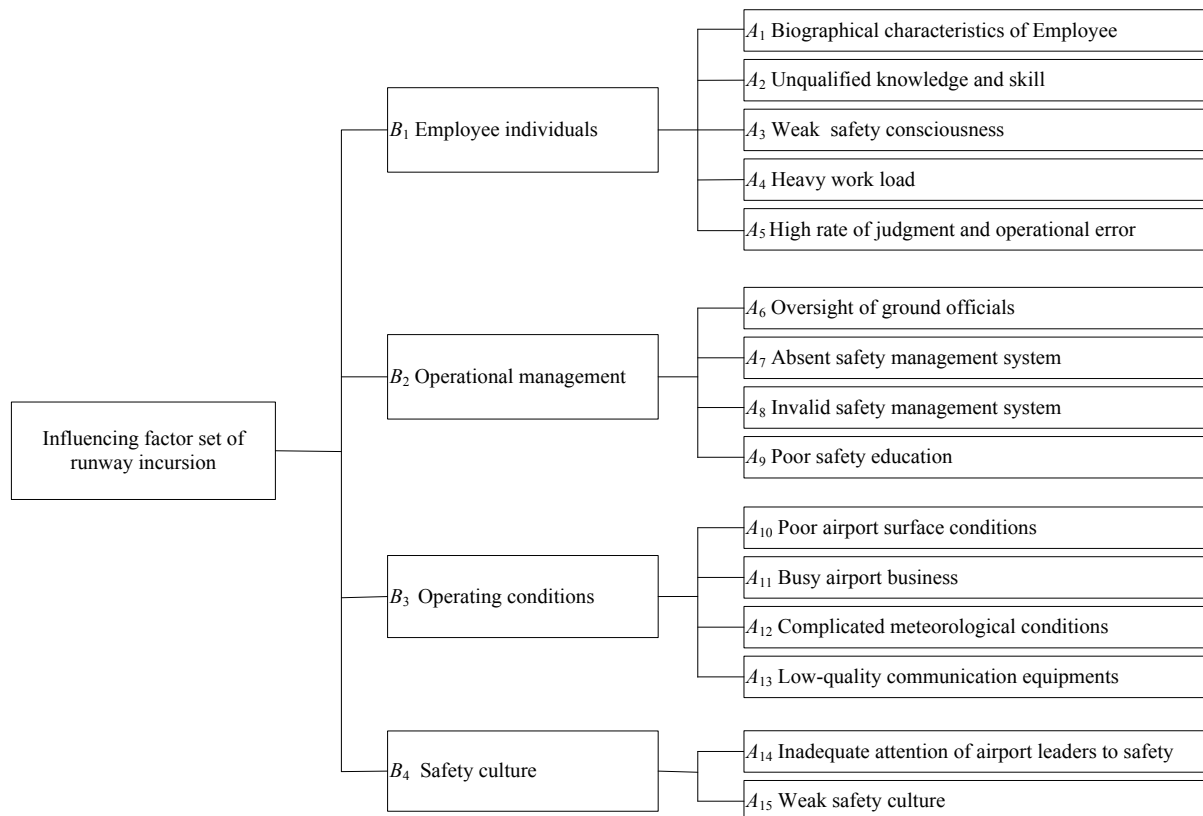 Influencing factor set of
runway incursion
B₁ Employee individuals
A₁ Biographical characteristics of Employee
A₂ Unqualified knowledge and skill
A₃ Weak safety consciousness
A₄ Heavy work load
A₅ High rate of judgment and operational error
B₂ Operational management
A₆ Oversight of ground officials
A₇ Absent safety management system
A₈ Invalid safety management system
A₉ Poor safety education
B₃ Operating conditions
A₁₀ Poor airport surface conditions
A₁₁ Busy airport business
A₁₂ Complicated meteorological conditions
A₁₃ Low-quality communication equipments
B₄ Safety culture
A₁₄ Inadequate attention of airport leaders to safety
A₁₅ Weak safety culture